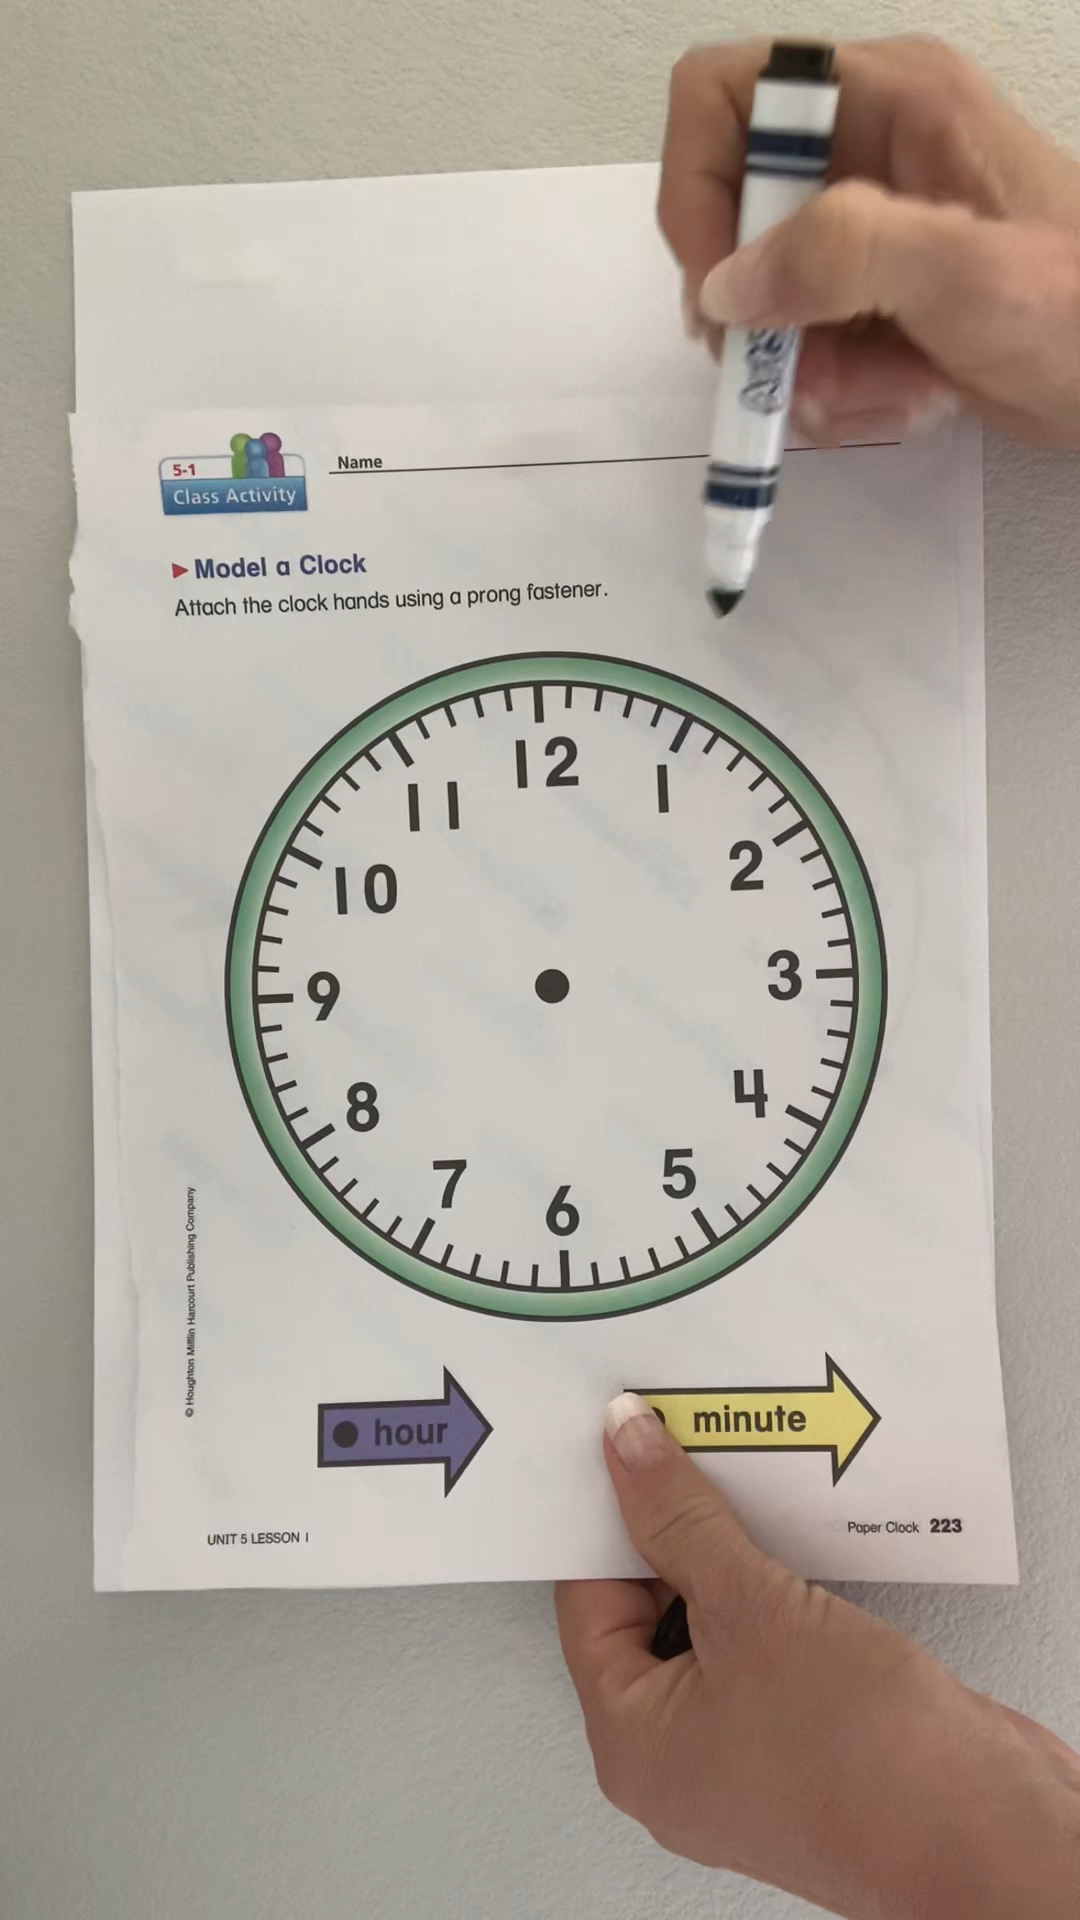 5-1
Class Activity
Name
Model a Clock
Attach the clock hands using a prong fastener.
12
11
1
10
2
9
3
8
4
7
5
6
hour
minute
© Houghton Mifflin Harcourt Publishing Company
UNIT 5 LESSON 1
Paper Clock 223